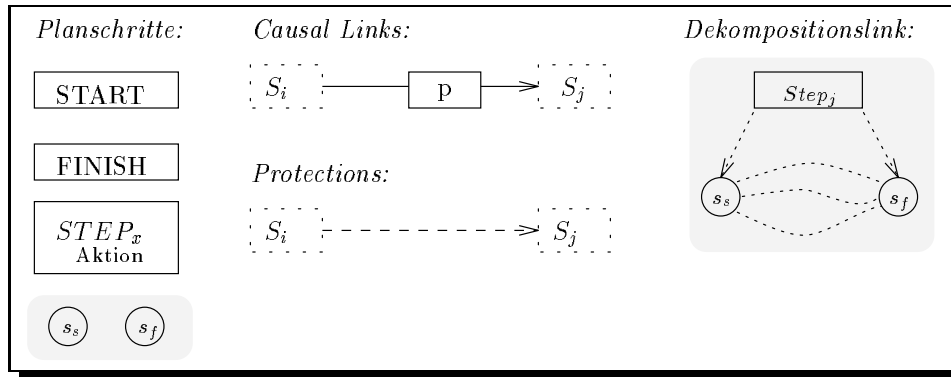 Planschritte:
Causal Links:
Dekompositionslink:
START
S_i
p
S_j
Step_j
FINISH
Protections:
s_s
s_f
STEP_x
Aktion
S_i
S_j
s_s
s_f